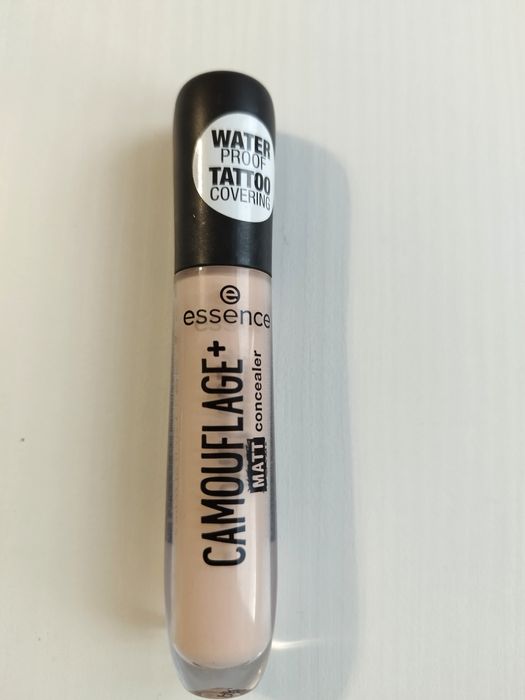 WATER
PROOF
TATTOO
COVERING
e
essence
CAMOUFLAGE+
MATT concealer